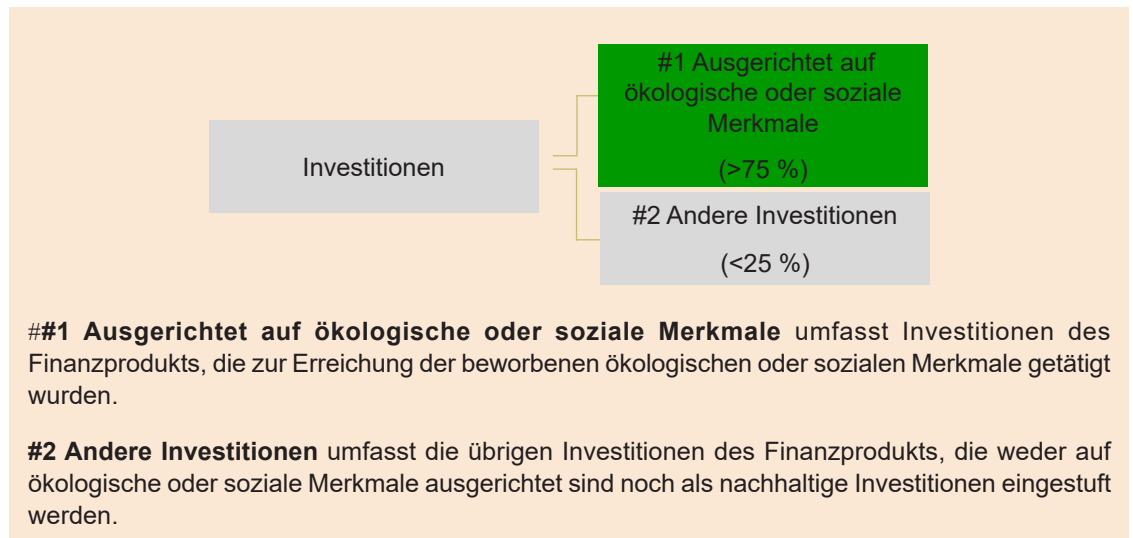 #1 Ausgerichtet auf
ökologische oder soziale
Merkmale
(>75 %)
Investitionen
#2 Andere Investitionen
(<25 %)
##1 Ausgerichtet auf ökologische oder soziale Merkmale umfasst Investitionen des
Finanzprodukts, die zur Erreichung der beworbenen ökologischen oder sozialen Merkmale getätigt
wurden.
#2 Andere Investitionen umfasst die übrigen Investitionen des Finanzprodukts, die weder auf
ökologische oder soziale Merkmale ausgerichtet sind noch als nachhaltige Investitionen eingestuft
werden.